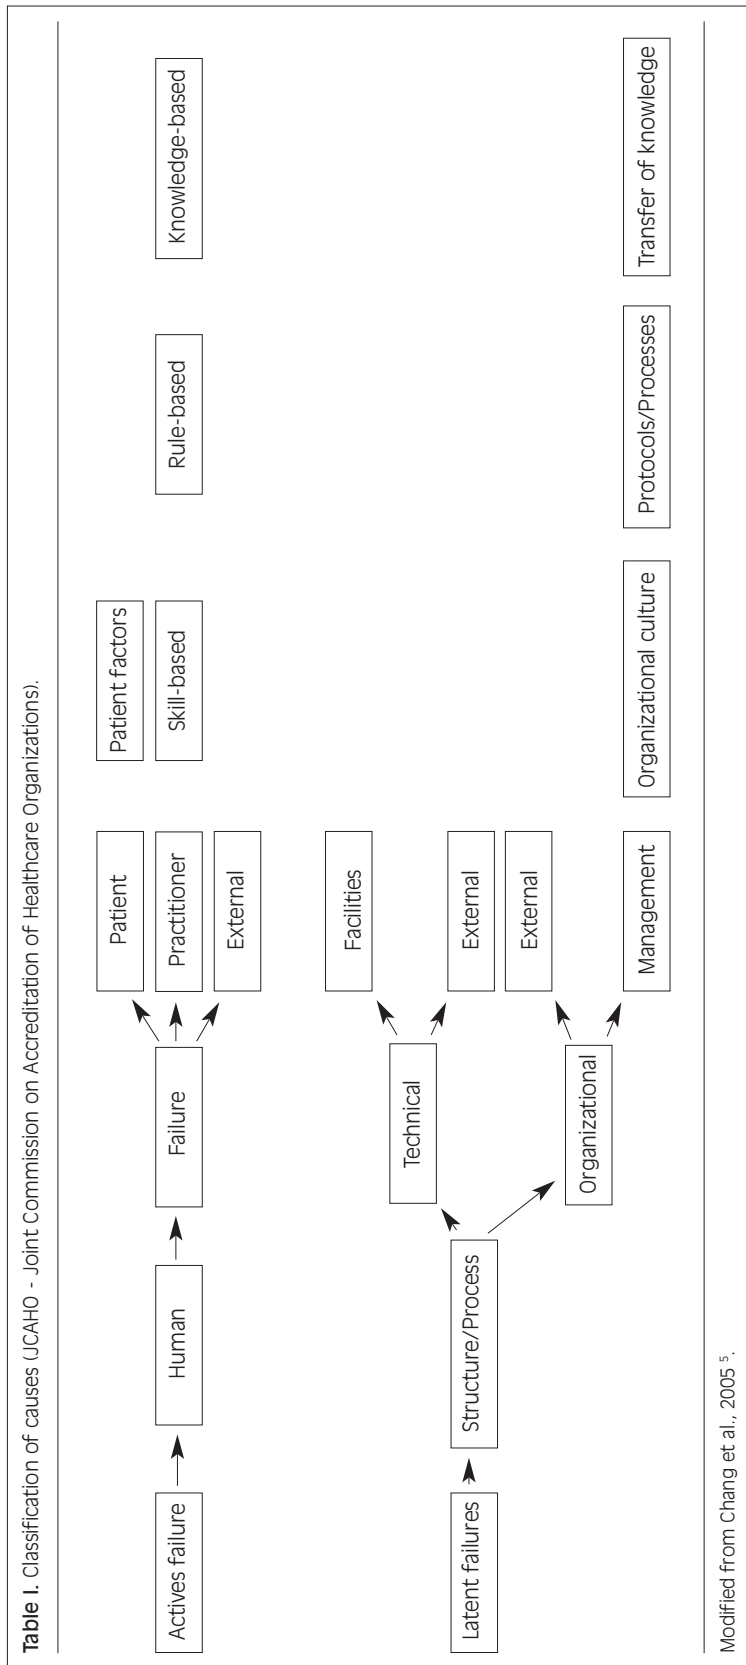 Table I. Classification of causes (JCAHO - Joint Commission on Accreditation of Healthcare Organizations).
Patient
Patient factors
Actives failure
Human
Failure
Practitioner
Skill-based
Rule-based
Knowledge-based
External
Facilities
Technical
Latent failures
Structure/Process
External
External
Organizational
Management
Organizational culture
Protocols/Processes
Transfer of knowledge
Modified from Chang et al., 2005 5.